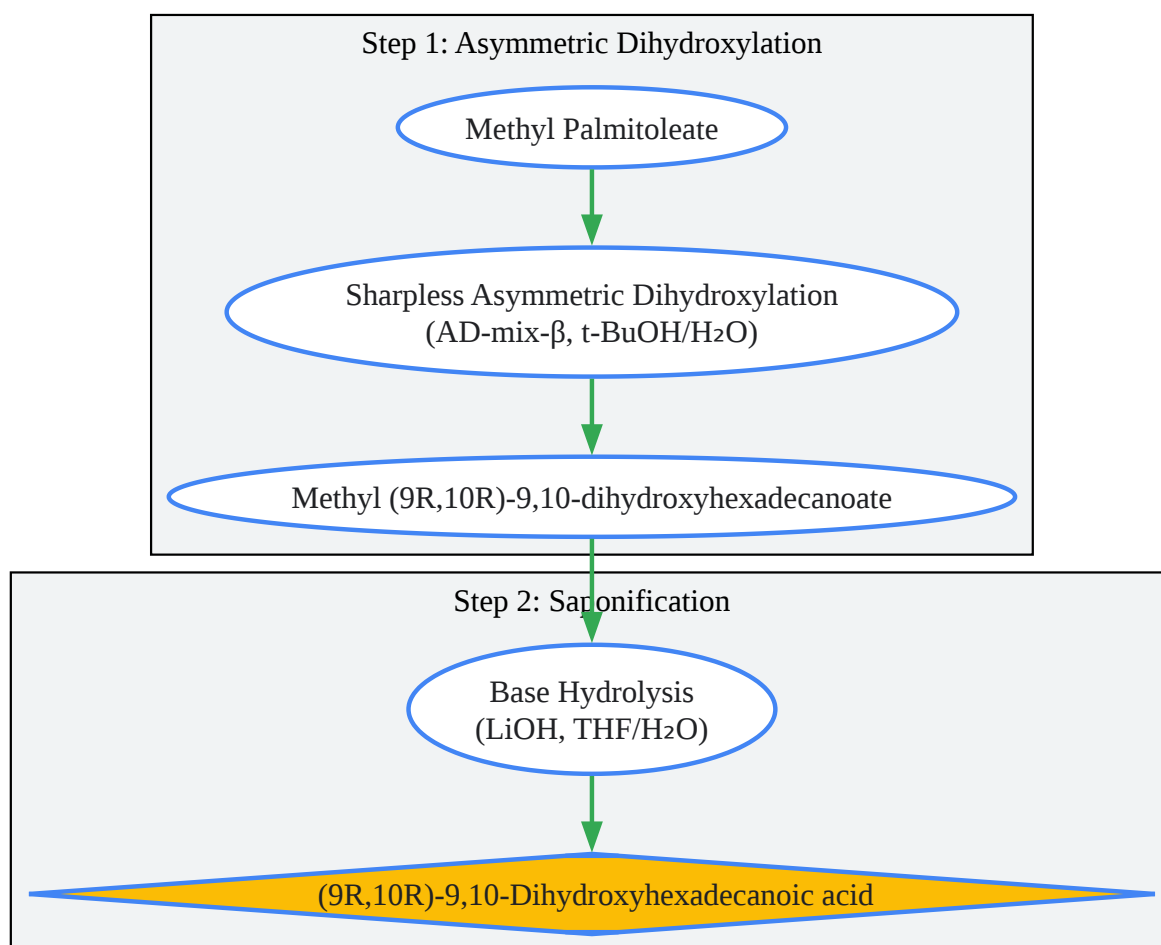 Step 1: Asymmetric Dihydroxylation
Methyl Palmitoleate
Sharpless Asymmetric Dihydroxylation
(AD-mix-β, t-BuOH/H₂O)
Methyl (9R,10R)-9,10-dihydroxyhexadecanoate
Step 2: Saponification
Base Hydrolysis
(LiOH, THF/H₂O)
(9R,10R)-9,10-Dihydroxyhexadecanoic acid